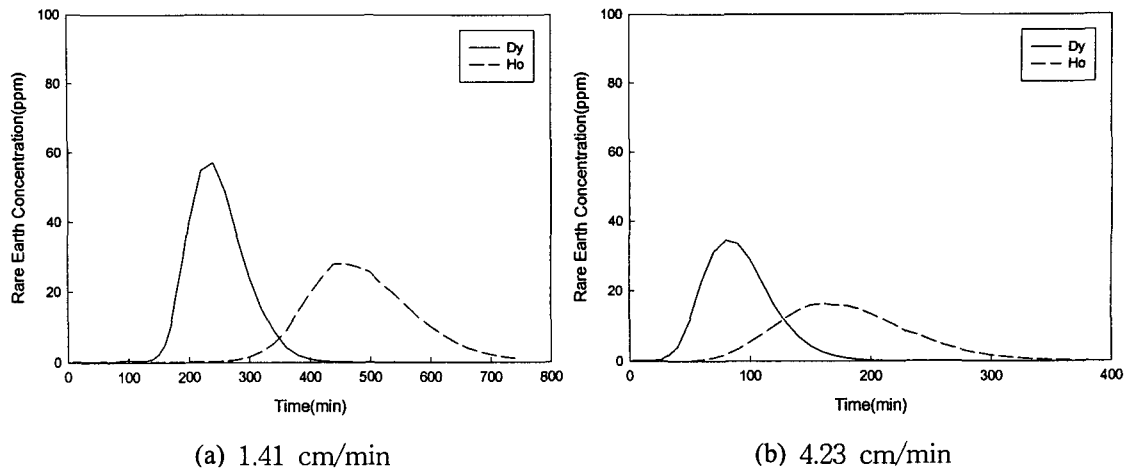 100
80
60
40
20
0
Rare Earth Concentration(ppm)
0 100 200 300 400 500 600 700 800
Time(min)
Dy
Ho
(a) 1.41 cm/min
100
80
60
40
20
0
Rare Earth Concentration(ppm)
0 100 200 300 400
Time(min)
Dy
Ho
(b) 4.23 cm/min